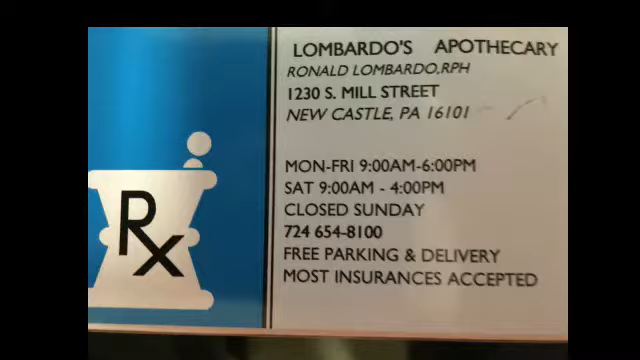 LOMBARDO'S APOTHECARY
RONALD LOMBARDO,RPH
1230 S. MILL STREET
NEW CASTLE, PA 16101
MON-FRI 9:00AM-6:00PM
SAT 9:00AM - 4:00PM
CLOSED SUNDAY
724 654-8100
FREE PARKING & DELIVERY
MOST INSURANCES ACCEPTED
Rx